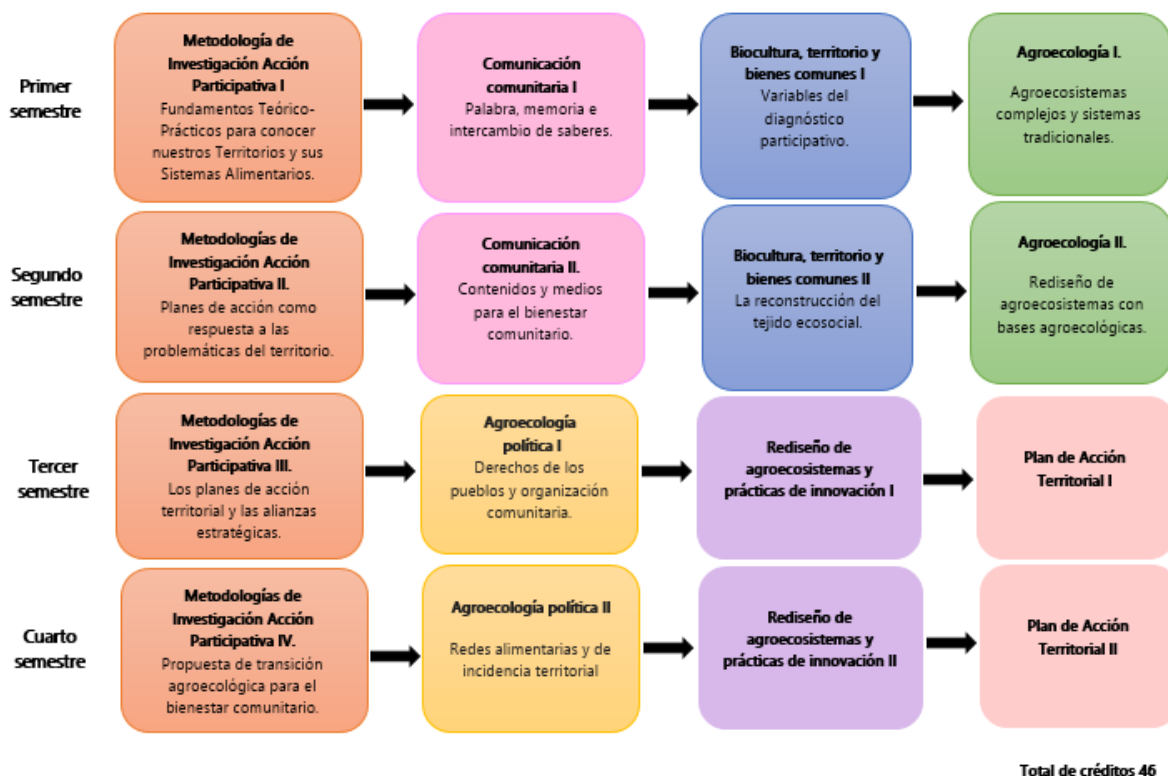 Primer
semestre
Metodología de
Investigación Acción
Participativa I
Fundamentos Teórico-
Prácticos para conocer
nuestros Territorios y sus
Sistemas Alimentarios.
Comunicación
comunitaria I
Palabra, memoria e
intercambio de saberes.
Biocultura, territorio y
bienes comunes I
Variables del
diagnóstico
participativo.
Agroecología I.
Agroecosistemas
complejos y sistemas
tradicionales.
Segundo
semestre
Metodologías de
Investigación Acción
Participativa II.
Planes de acción como
respuesta a las
problemáticas del territorio.
Comunicación
comunitaria II.
Contenidos y medios
para el bienestar
comunitario.
Biocultura, territorio y
bienes comunes II
La reconstrucción del
tejido ecosocial.
Agroecología II.
Rediseño de
agroecosistemas con
bases agroecológicas.
Tercer
semestre
Metodologías de
Investigación Acción
Participativa III.
Los planes de acción
territorial y las alianzas
estratégicas.
Agroecología
política I
Derechos de los
pueblos y organización
comunitaria.
Rediseño de
agroecosistemas y
prácticas de innovación I
Plan de Acción
Territorial I
Cuarto
semestre
Metodologías de
Investigación Acción
Participativa IV.
Propuesta de transición
agroecológica para el
bienestar comunitario.
Agroecología política II
Redes alimentarias y de
incidencia territorial
Rediseño de
agroecosistemas y
prácticas de innovación II
Plan de Acción
Territorial II
Total de créditos 46